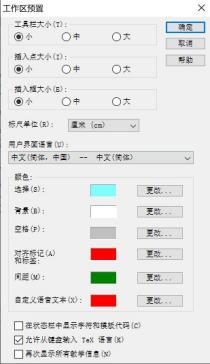 工作区预置
工具栏大小(T):
小 中 大
确定
取消
帮助
插入点大小(I):
小 中 大
插入框大小(E):
小 中 大
标尺单位(R): 厘米 (cm)
用户界面语言(U):
中文(简体，中国) -- 中文(简体)
颜色:
选择(S): 更改...
背景(B): 更改...
空格(P): 更改...
对齐标记(A)
和标签: 更改...
间距(M): 更改...
自定义语言文本(X): 更改...
在状态栏中显示字符和模板代码(C)
允许从键盘输入 TeX 语言(K)
再次显示所有教学信息(N)